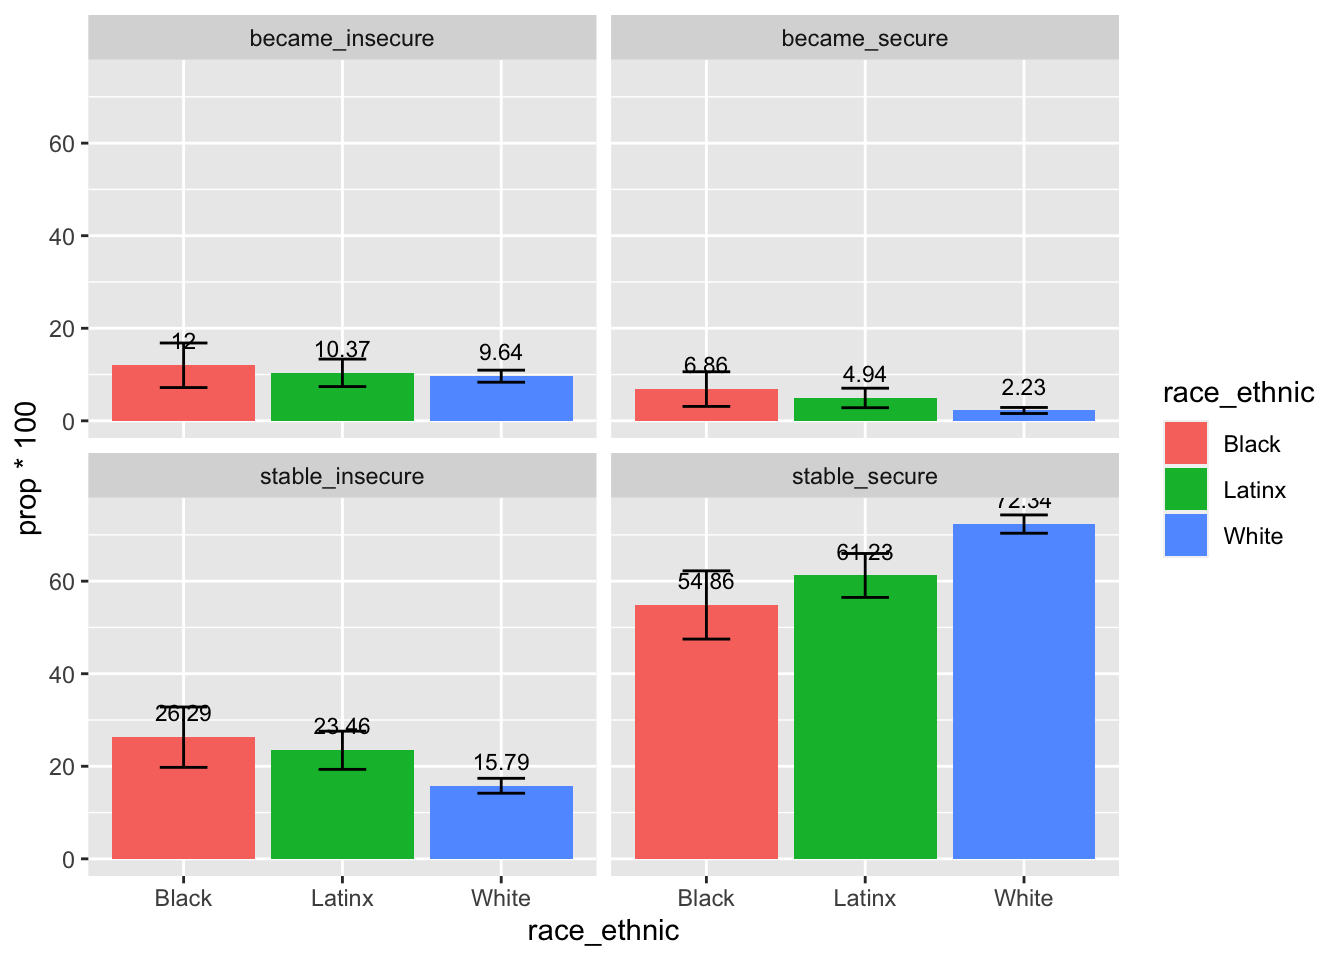 became_insecure
became_secure
60
40
20
0
12
10.37
9.64
6.86
4.94
2.23
stable_insecure
stable_secure
60
40
20
0
26.29
23.46
15.79
54.86
61.23
72.34
Black
Latinx
White
Black
Latinx
White
race_ethnic
prop * 100
race_ethnic
Black
Latinx
White